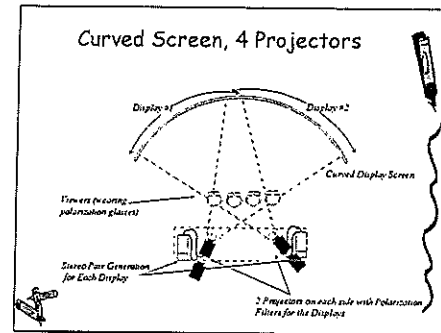 Curved Screen, 4 Projectors
Display #1
Display #2
Curved Display Screen
Viewers (wearing
polarization glasses)
Stereo Pair Generation
for Each Display
2 Projectors on each side with Polarization
Filters for the Displays